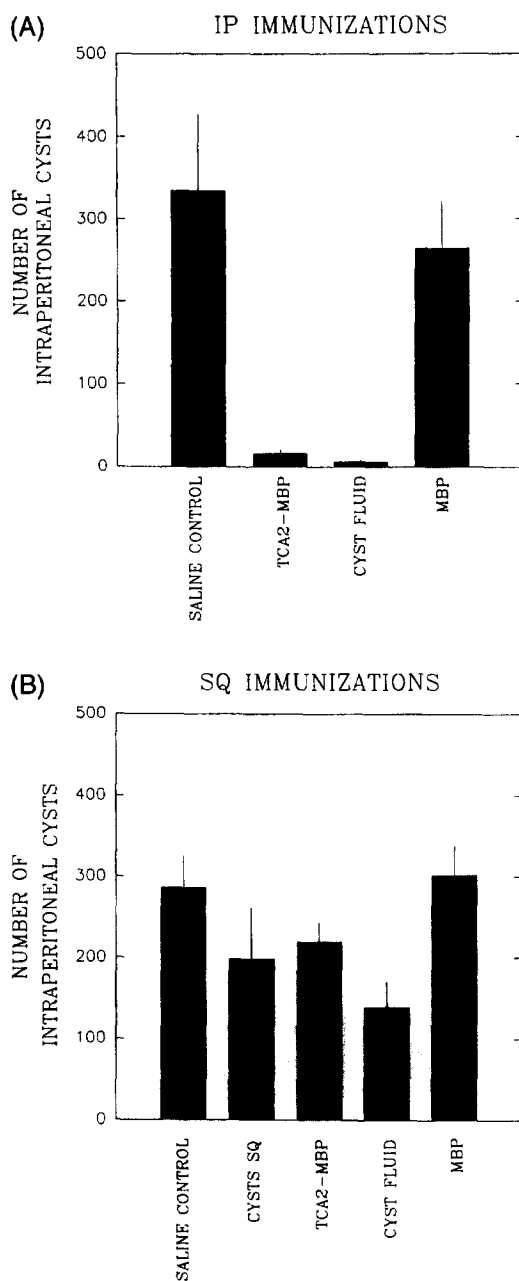 (A)
IP IMMUNIZATIONS
NUMBER OF
INTRAPERITONEAL CYSTS
500
400
300
200
100
0
SALINE CONTROL
TCA2-MBP
CYST FLUID
MBP
(B)
SQ IMMUNIZATIONS
NUMBER OF
INTRAPERITONEAL CYSTS
500
400
300
200
100
0
SALINE CONTROL
CYSTS SQ
TCA2-MBP
CYST FLUID
MBP